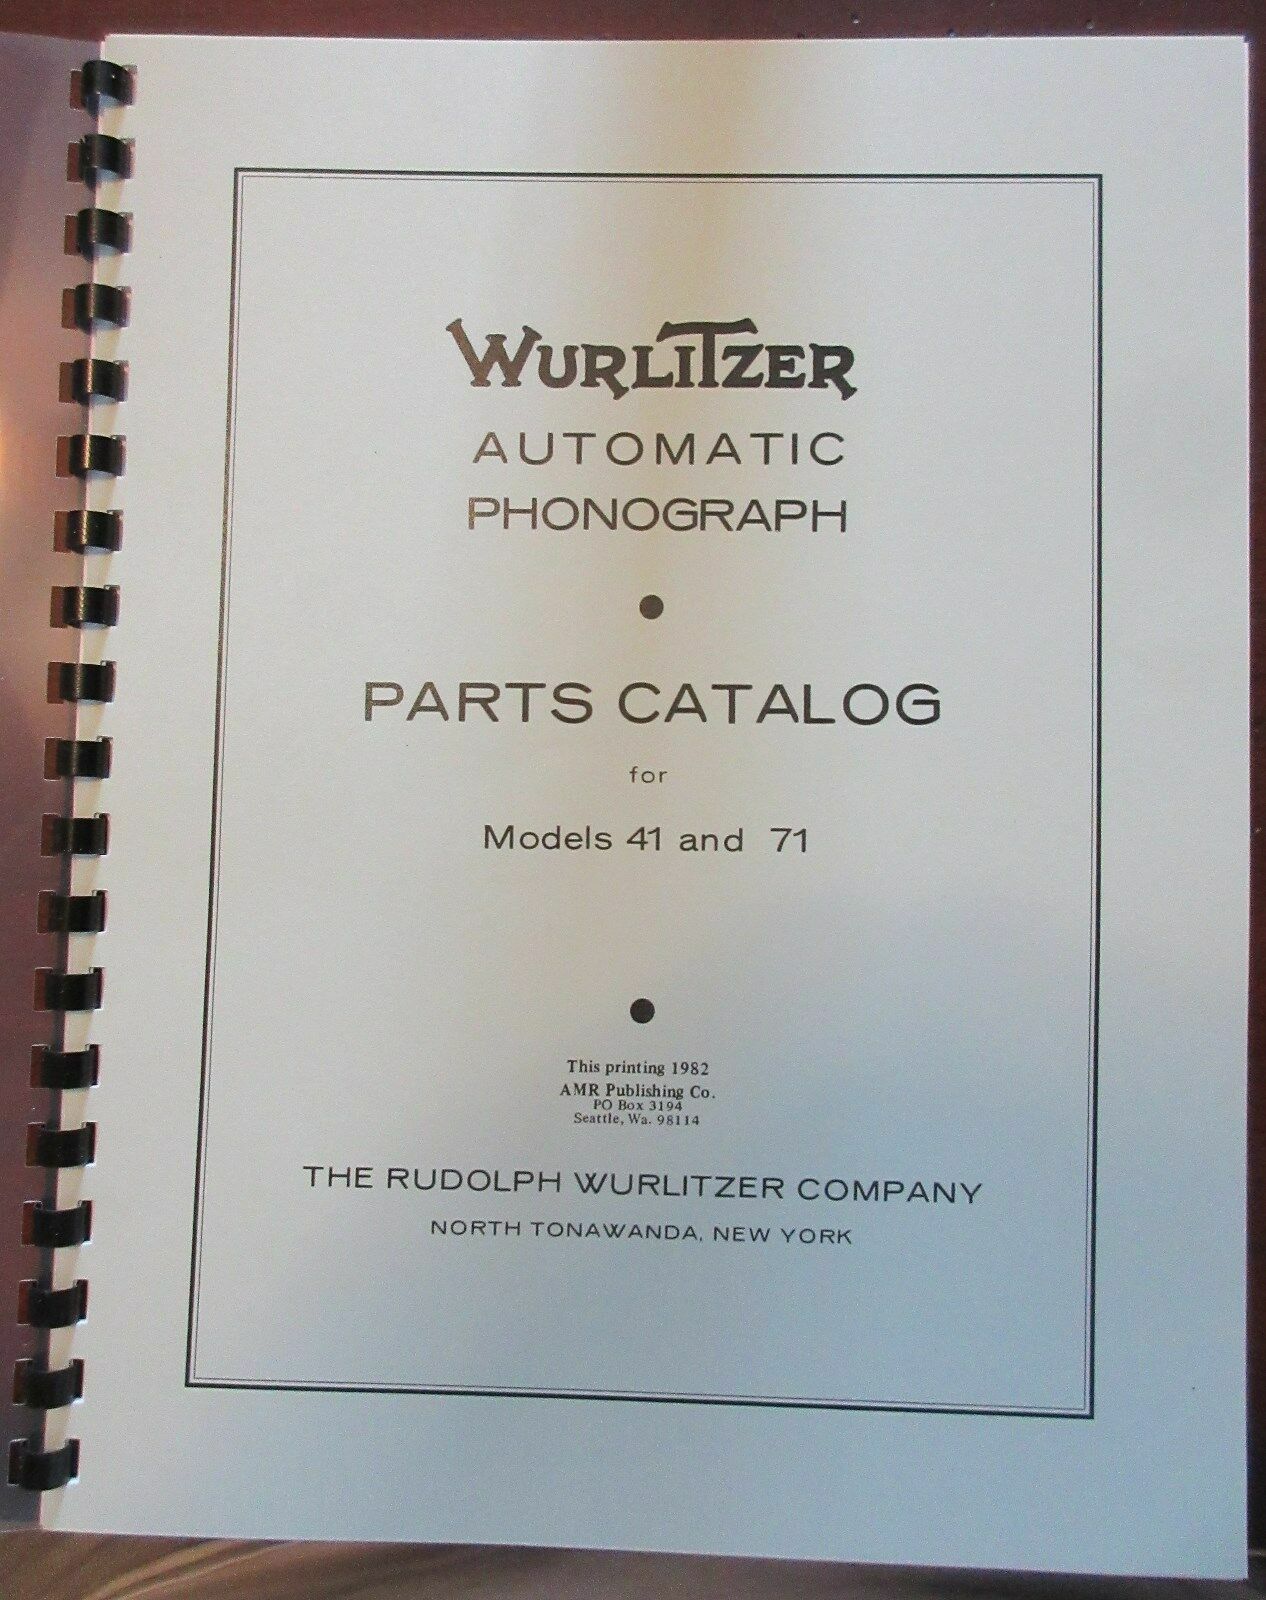 WURLITZER
AUTOMATIC
PHONOGRAPH
PARTS CATALOG
for
Models 41 and 71
This printing 1982
AMR Publishing Co.
PO Box 3194
Seattle, Wa. 98114
THE RUDOLPH WURLITZER COMPANY
NORTH TONAWANDA, NEW YORK